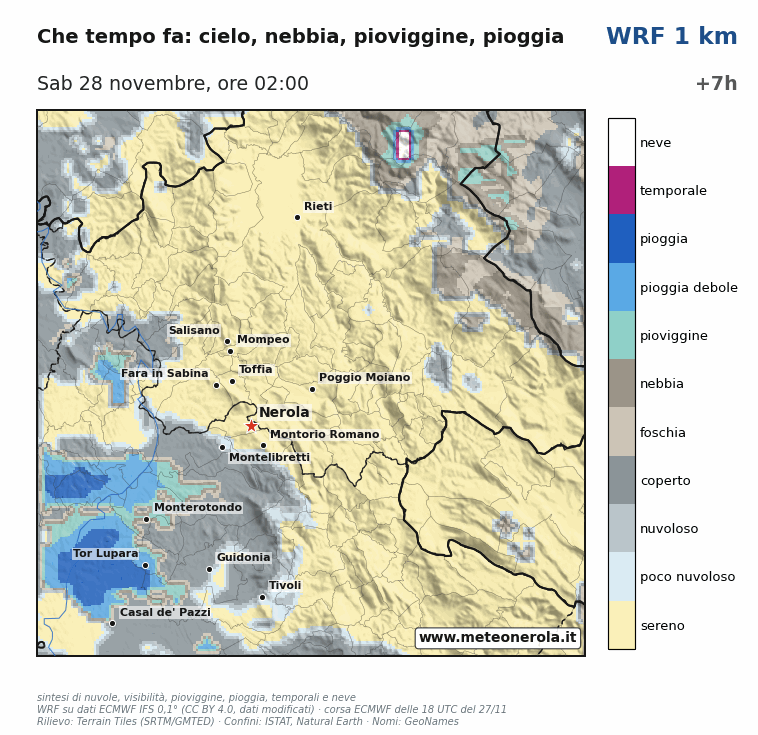 Che tempo fa: cielo, nebbia, pioviggine, pioggia
WRF 1 km
Sab 28 novembre, ore 02:00
+7h
Rieti
Salisano
Mompeo
Fara in Sabina
Toffia
Poggio Moiano
Nerola
Montorio Romano
Montelibretti
Monterotondo
Tor Lupara
Guidonia
Tivoli
Casal de' Pazzi
www.meteonerola.it
neve
temporale
pioggia
pioggia debole
pioviggine
nebbia
foschia
coperto
nuvoloso
poco nuvoloso
sereno
sintesi di nuvole, visibilità, pioviggine, pioggia, temporali e neve
WRF su dati ECMWF IFS 0,1° (CC BY 4.0, dati modificati) · corsa ECMWF delle 18 UTC del 27/11
Rilievo: Terrain Tiles (SRTM/GMTED) · Confini: ISTAT, Natural Earth · Nomi: GeoNames